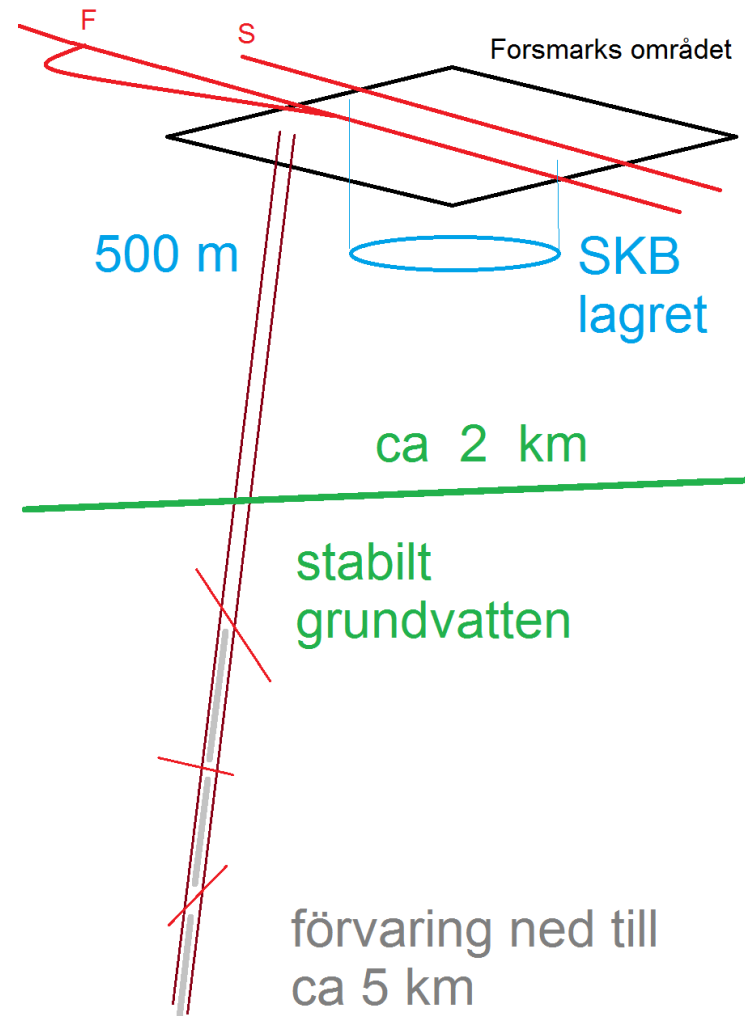 F
S
Forsmarks området
500 m
SKB
lagret
ca 2 km
stabilt
grundvatten
förvaring ned till
ca 5 km